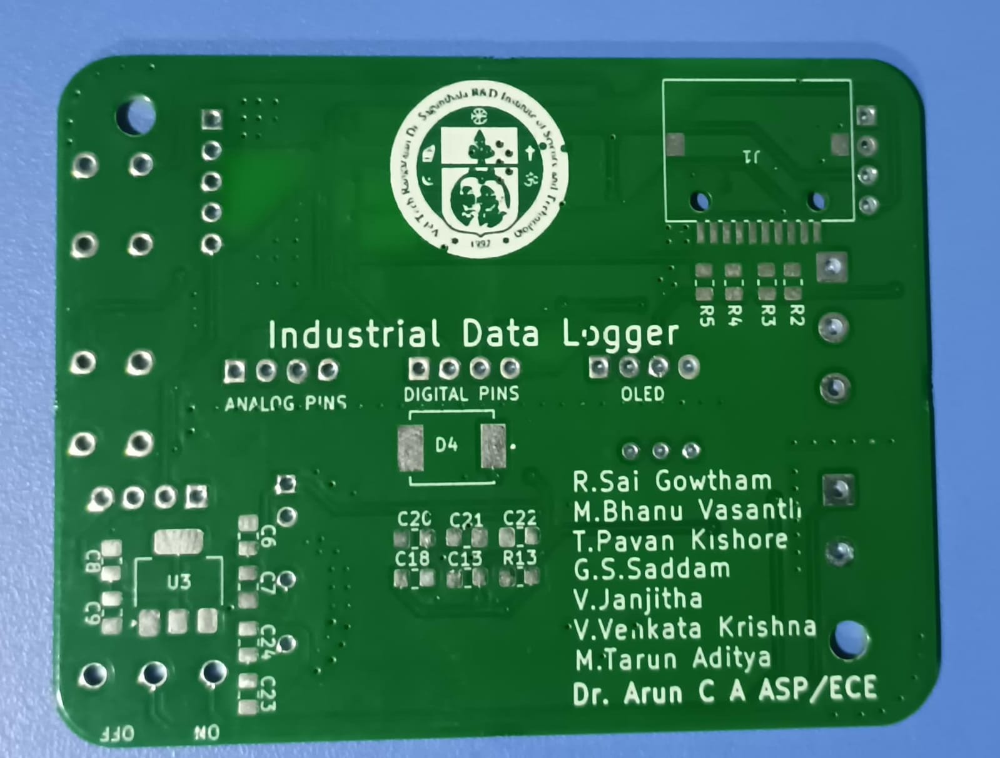 Vel Tech Rangarajan Dr. Sagunthala R&D Institute of Science and Technology
1997
J1
R5 R4 R3 R2
Industrial Data Logger
ANALOG PINS
DIGITAL PINS
OLED
D4
R.Sai Gowtham
M.Bhanu Vasanth
T.Pavan Kishore
G.S.Saddam
V.Janjitha
V.Venkata Krishna
M.Tarun Aditya
Dr. Arun C A ASP/ECE
C20 C21 C22
C18 C13 R13
C6
C8
U3
C7
C9
C24
C23
OFF
ON